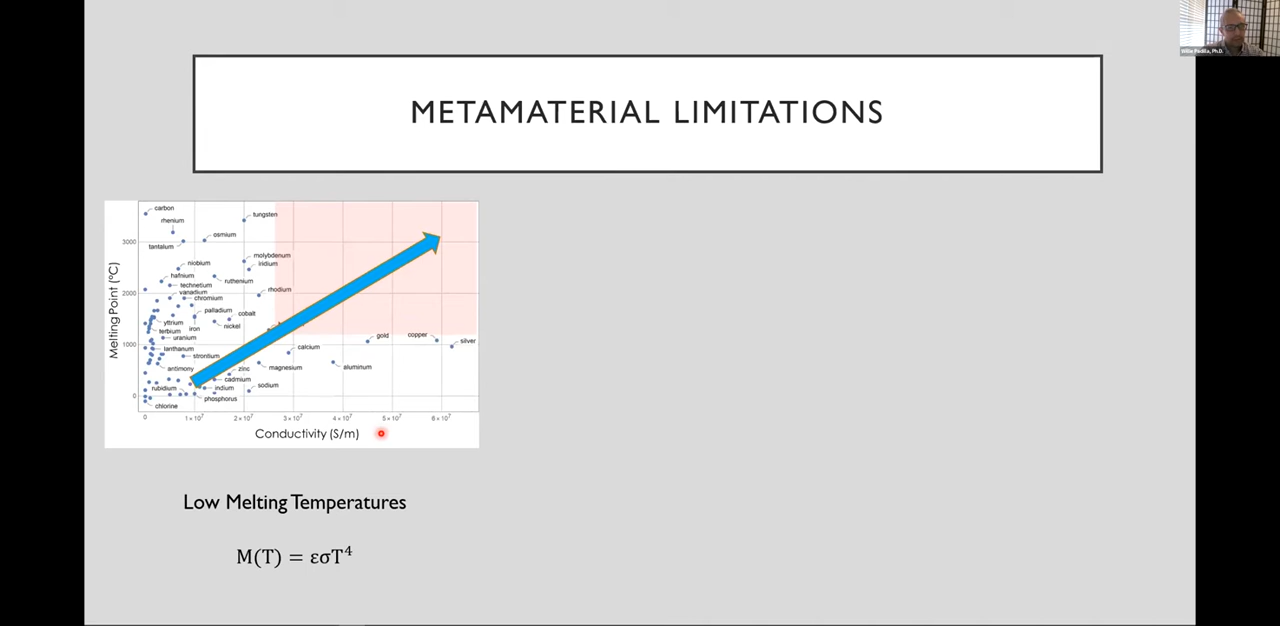 Willie Padilla, Ph.D.
METAMATERIAL LIMITATIONS
carbon
rhenium
tungsten
osmium
tantalum
3000
molybdenum
niobium
iridium
hafnium
ruthenium
technetium
vanadium
rhodium
2000
chromium
palladium
cobalt
yttrium
iron
nickel
terbium
uranium
gold
copper
silver
1000
lanthanum
calcium
strontium
antimony
zinc
magnesium
aluminum
cadmium
rubidium
indium
sodium
0
phosphorus
chlorine
Melting Point (°C)
0
1×10⁷
2×10⁷
3×10⁷
4×10⁷
5×10⁷
6×10⁷
Conductivity (S/m)
Low Melting Temperatures
M(T) = εσT⁴